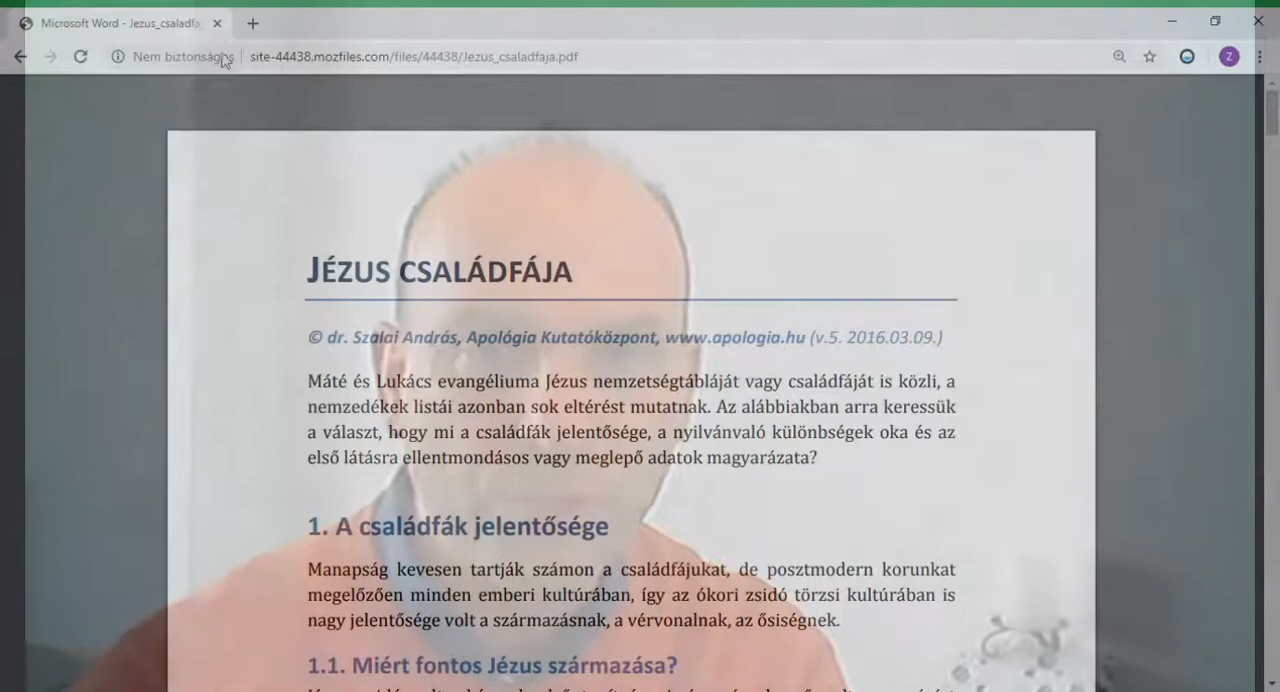 Microsoft Word - Jezus_csaladfa
Nem biztonságos
site-44438.mozfiles.com/files/44438/Jezus_csaladfaja.pdf
Z
JÉZUS CSALÁDFÁJA
© dr. Szalai András, Apológia Kutatóközpont, www.apologia.hu (v.5. 2016.03.09.)
Máté és Lukács evangéliuma Jézus nemzetségtábláját vagy családfáját is közli, a
nemzedékek listái azonban sok eltérést mutatnak. Az alábbiakban arra keressük
a választ, hogy mi a családfák jelentősége, a nyilvánvaló különbségek oka és az
első látásra ellentmondásos vagy meglepő adatok magyarázata?
1. A családfák jelentősége
Manapság kevesen tartják számon a családfájukat, de posztmodern korunkat
megelőzően minden emberi kultúrában, így az ókori zsidó törzsi kultúrában is
nagy jelentősége volt a származásnak, a vérvonalnak, az ősiségnek.
1.1. Miért fontos Jézus származása?